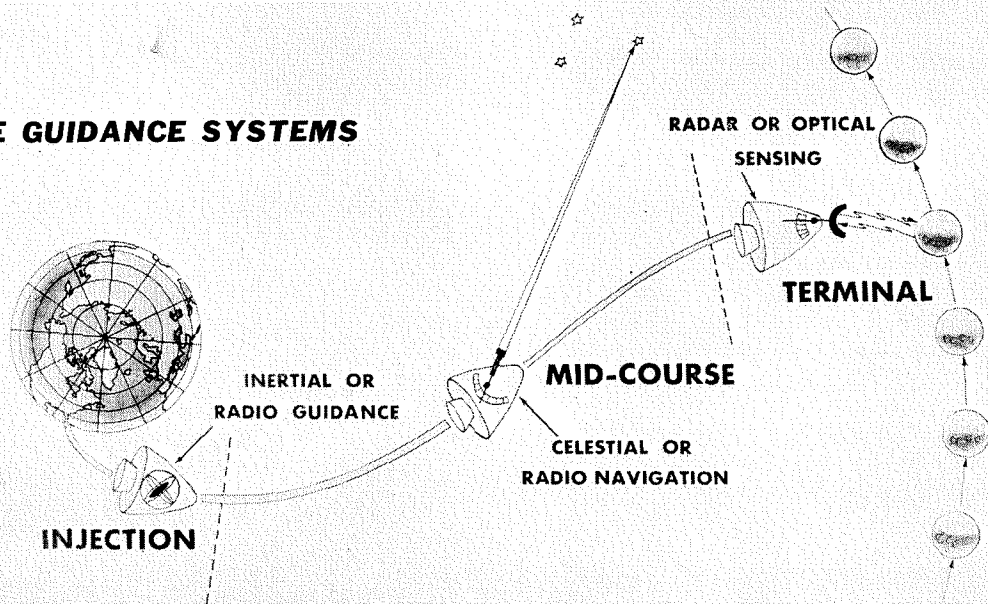 GUIDANCE SYSTEMS
RADAR OR OPTICAL
SENSING
TERMINAL
MID-COURSE
INERTIAL OR
RADIO GUIDANCE
CELESTIAL OR
RADIO NAVIGATION
INJECTION